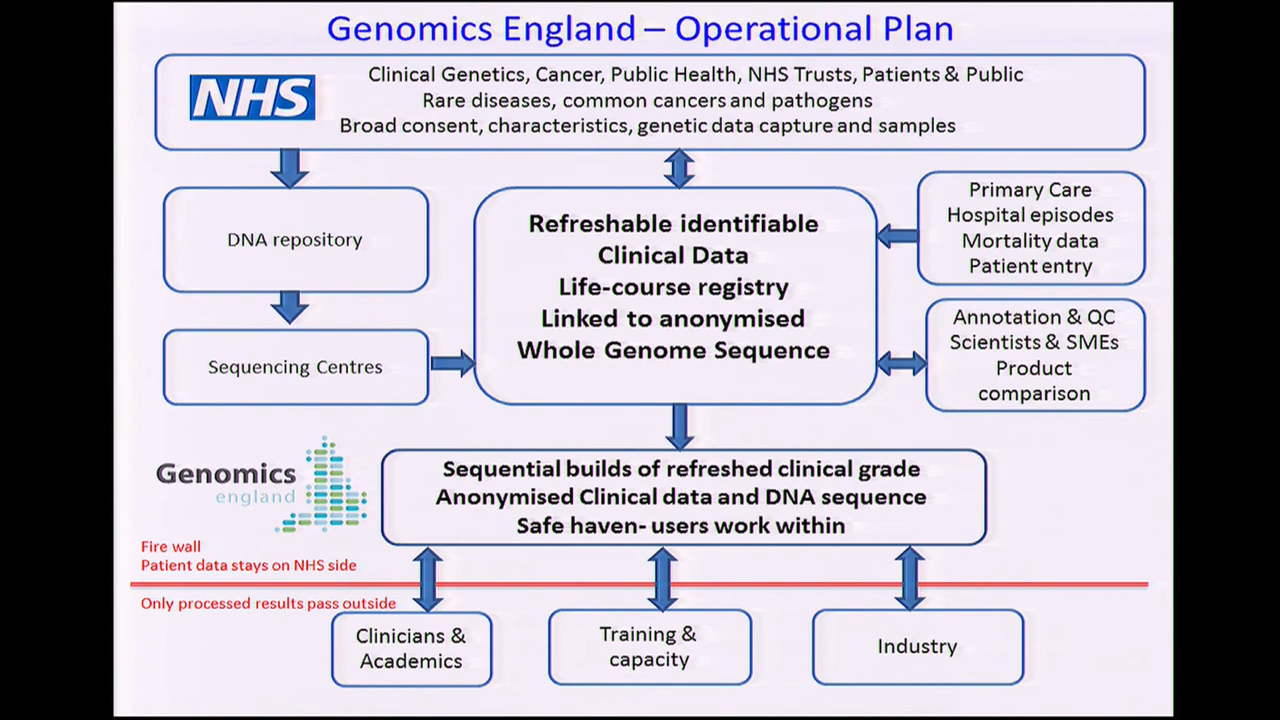 Genomics England – Operational Plan
NHS
Clinical Genetics, Cancer, Public Health, NHS Trusts, Patients & Public
Rare diseases, common cancers and pathogens
Broad consent, characteristics, genetic data capture and samples
DNA repository
Refreshable identifiable
Clinical Data
Life-course registry
Linked to anonymised
Whole Genome Sequence
Primary Care
Hospital episodes
Mortality data
Patient entry
Sequencing Centres
Annotation & QC
Scientists & SMEs
Product
comparison
Genomics
england
Sequential builds of refreshed clinical grade
Anonymised Clinical data and DNA sequence
Safe haven- users work within
Fire wall
Patient data stays on NHS side
Only processed results pass outside
Clinicians &
Academics
Training &
capacity
Industry